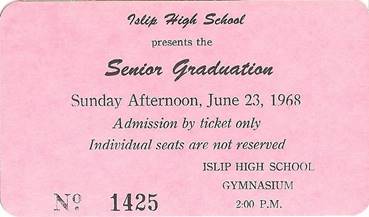 Islip High School
presents the
Senior Graduation
Sunday Afternoon, June 23, 1968
Admission by ticket only
Individual seats are not reserved
ISLIP HIGH SCHOOL
GYMNASIUM
Nº 1425 2:00 P.M.